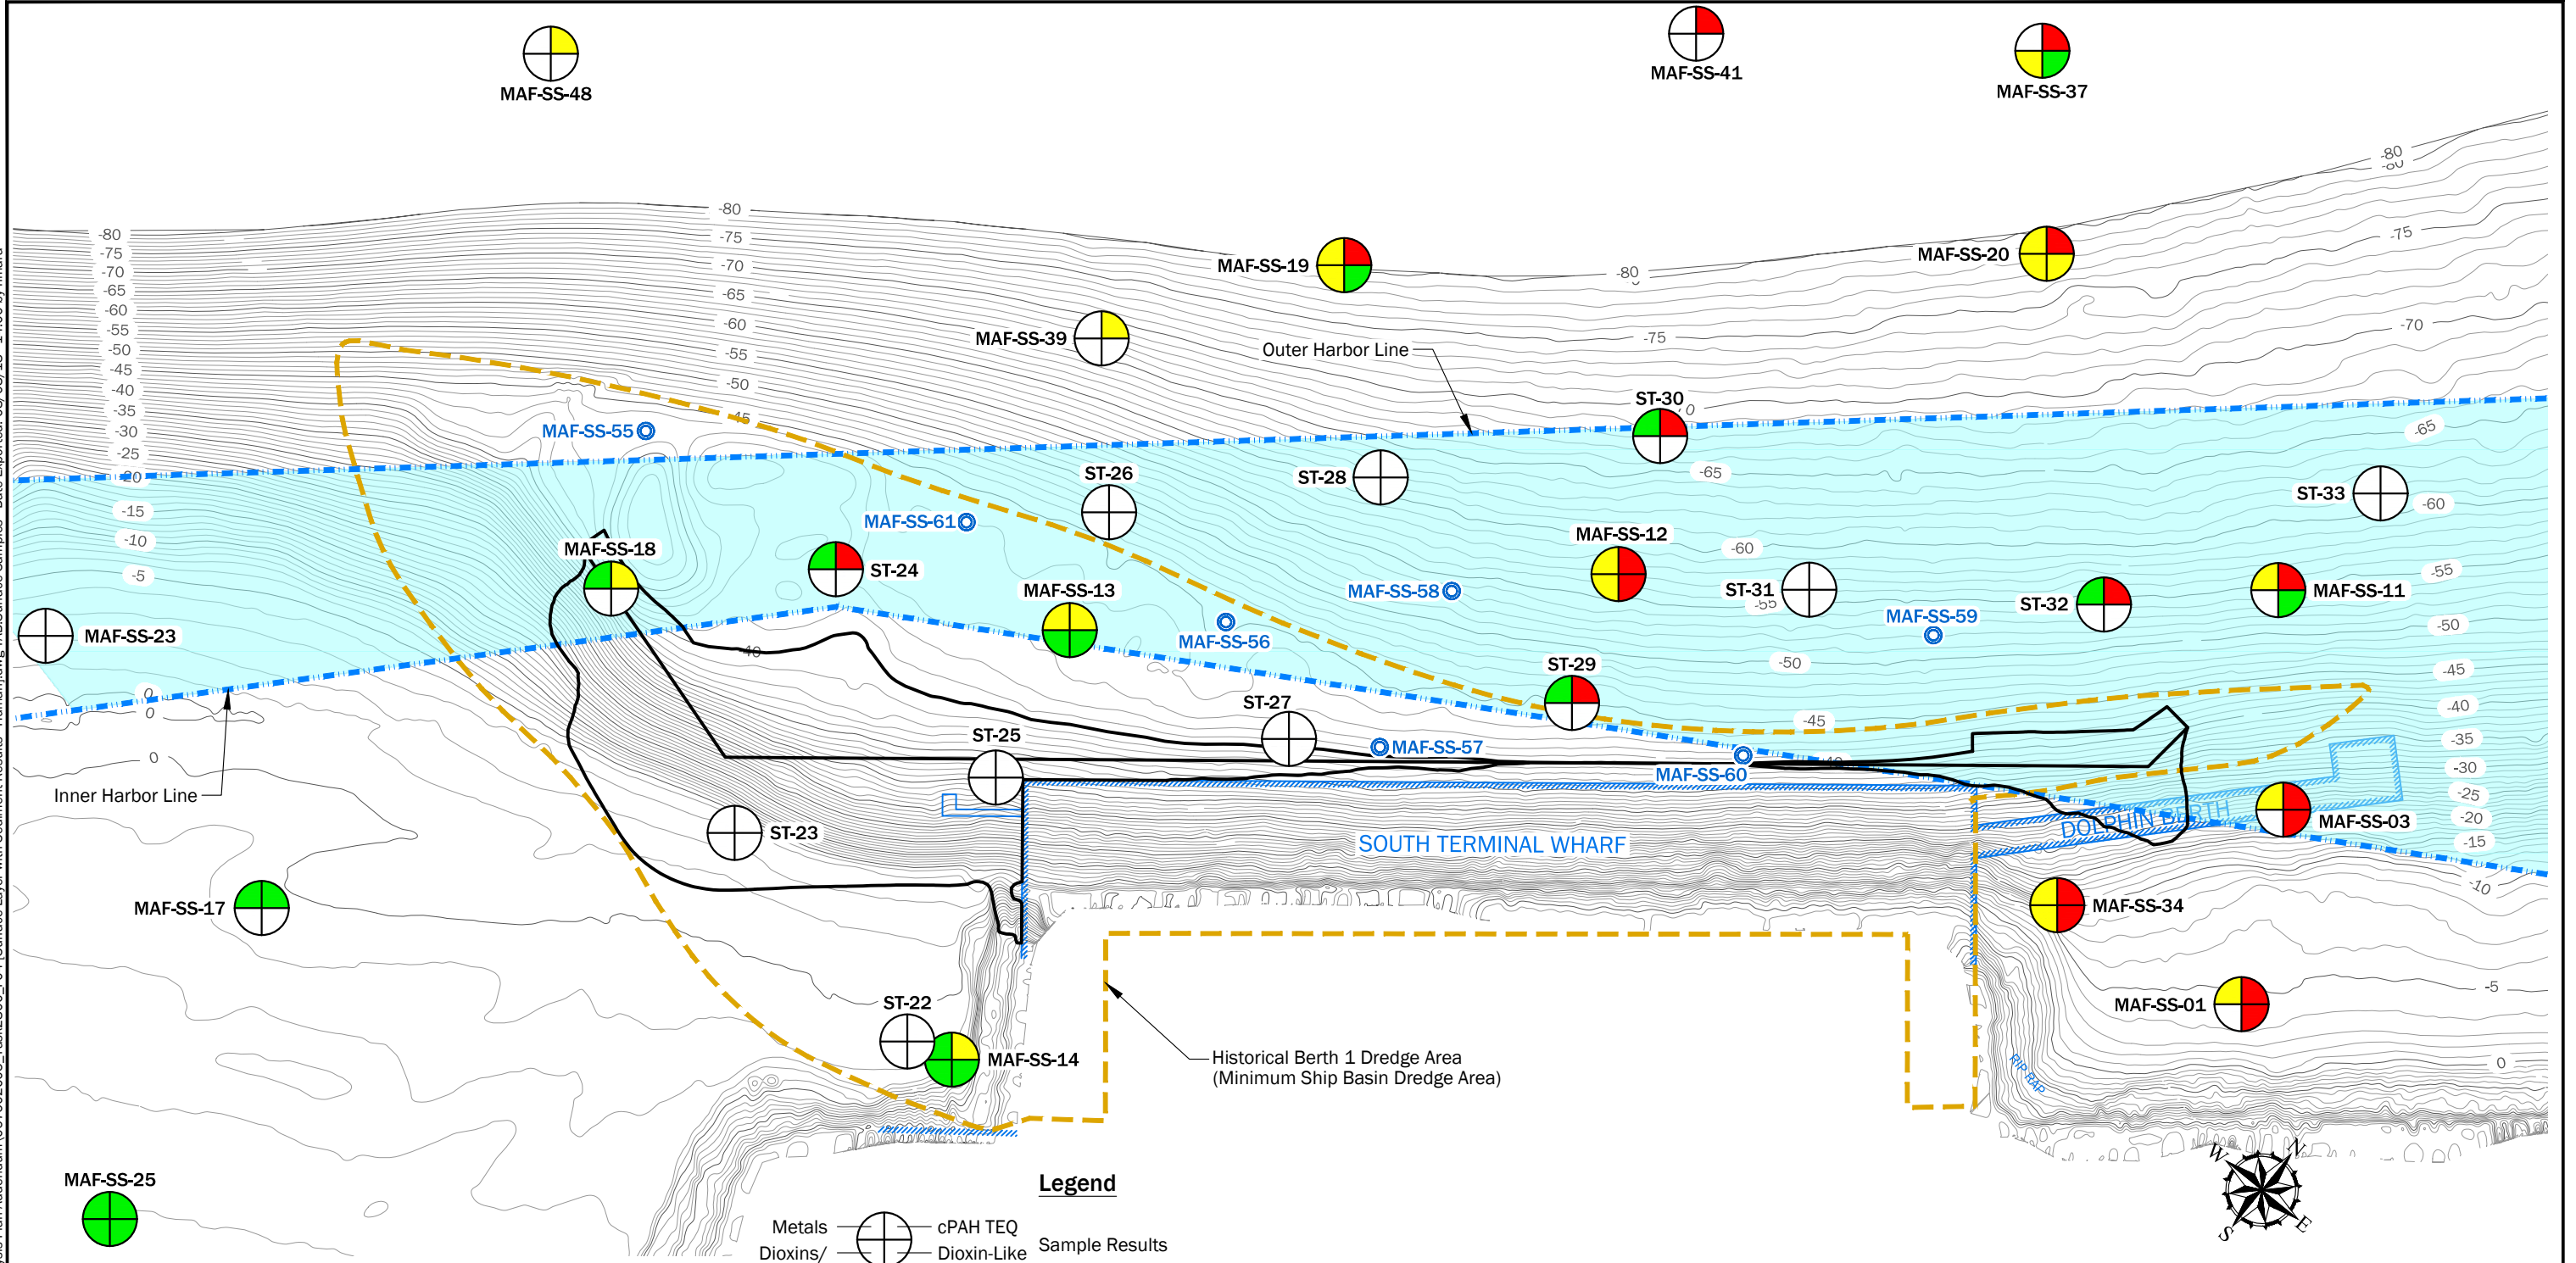 MAF-SS-48
MAF-SS-41
MAF-SS-37
-80
-80
-80
-75
-70
-65
-60
-55
-50
-45
-40
-35
-30
-25
-20
-15
-10
-5
0
0
0
-80
-75
-70
-65
-60
-55
-50
-45
-40
MAF-SS-19
MAF-SS-20
-80
-75
-75
-70
MAF-SS-39
Outer Harbor Line
ST-30
MAF-SS-55
ST-26
ST-28
-65
-65
ST-33
-60
MAF-SS-61
MAF-SS-18
ST-24
MAF-SS-12
-60
MAF-SS-13
MAF-SS-58
ST-31
-55
ST-32
MAF-SS-11
-55
MAF-SS-59
MAF-SS-23
MAF-SS-56
-50
-50
ST-29
-45
-45
-40
-35
-30
-25
-20
-15
-10
-5
0
ST-27
ST-25
MAF-SS-57
MAF-SS-60
-40
Inner Harbor Line
ST-23
SOUTH TERMINAL WHARF
DOLPHIN BERTH
MAF-SS-03
MAF-SS-17
MAF-SS-34
ST-22
MAF-SS-14
MAF-SS-01
Historical Berth 1 Dredge Area
(Minimum Ship Basin Dredge Area)
RIP RAP
MAF-SS-25
W N
S E
Legend
Metals cPAH TEQ
Dioxins/ Dioxin-Like Sample Results